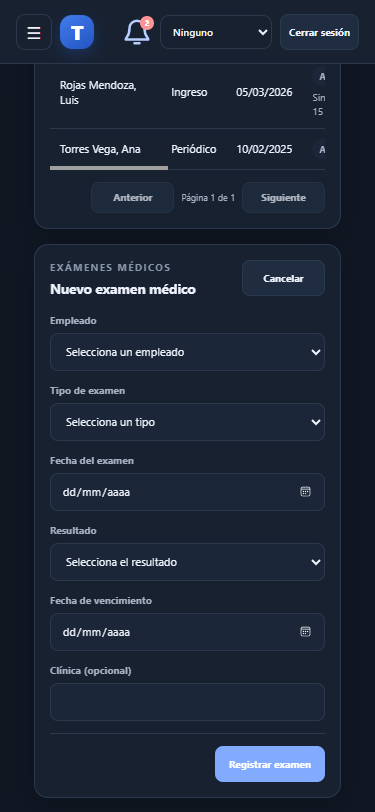 ☰ T 2 Ninguno Cerrar sesión
Rojas Mendoza, Luis Ingreso 05/03/2026 A
Sin
15
Torres Vega, Ana Periódico 10/02/2025 A
Anterior Página 1 de 1 Siguiente
EXÁMENES MÉDICOS
Nuevo examen médico
Cancelar
Empleado
Selecciona un empleado
Tipo de examen
Selecciona un tipo
Fecha del examen
dd/mm/aaaa
Resultado
Selecciona el resultado
Fecha de vencimiento
dd/mm/aaaa
Clínica (opcional)
Registrar examen